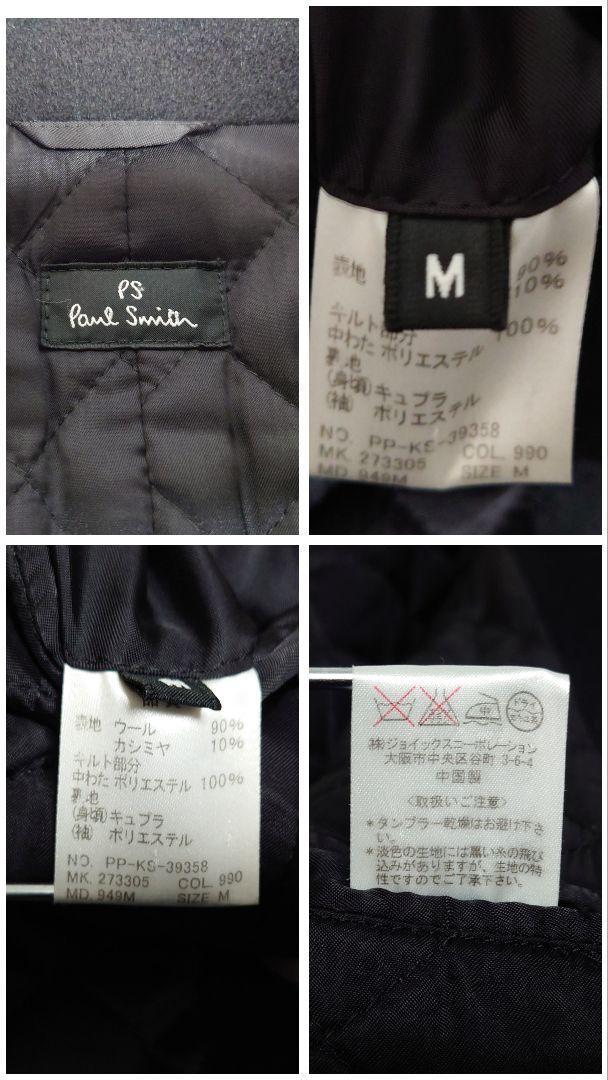 PS
Paul Smith
M
表地
90%
10%
キルト部分
中わた ポリエステル 100%
裏地
(身頃) キュプラ
(袖) ポリエステル
NO. PP-KS-39358
MK. 273305 COL. 990
MD. 949M SIZE M
表地 ウール 90%
カシミヤ 10%
キルト部分
中わた ポリエステル 100%
裏地
(身頃) キュプラ
(袖) ポリエステル
NO. PP-KS-39358
MK. 273305 COL. 990
MD. 949M SIZE M
中 ドライ
㈱ジョイックスコーポレーション
大阪市中央区谷町 3-6-4
中国製
〈取扱いご注意〉
*タンブラー乾燥はお避け下さ
い。
*淡色の生地には黒い糸の飛び
込みがありますが、生地の特
性ですのでご了承下さい。